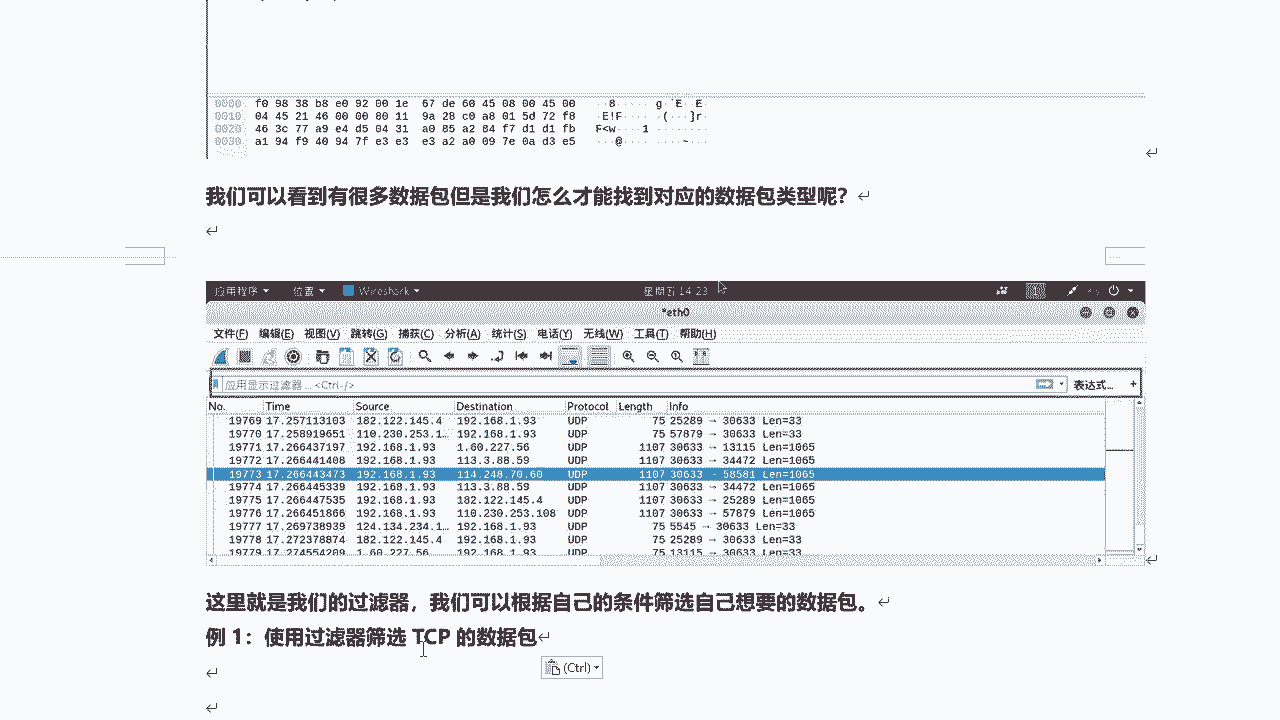 0000 f0 98 38 b8 e0 92 00 1e 67 de 60 45 08 00 45 00 ··8····· g·`E··E·
0010 04 45 21 46 00 00 80 11 9a 28 c0 a8 01 5d 72 f8 ·E!F···· ·(···]r·
0020 46 3c 77 a9 e4 d5 04 31 a0 85 a2 84 f7 d1 d1 fb F<w····1 ········
0030 a1 94 f9 40 94 7f e3 e3 e3 a2 a0 09 7e 0a d3 e5 ···@···· ····~···
我们可以看到有很多数据包但是我们怎么才能找到对应的数据包类型呢？
应用程序 位置 Wireshark 星期五 14:23
*eth0
文件(F) 编辑(E) 视图(V) 跳转(G) 捕获(C) 分析(A) 统计(S) 电话(Y) 无线(W) 工具(T) 帮助(H)
应用显示过滤器 … <Ctrl-/> 表达式… +
No. Time Source Destination Protocol Length Info
19769 17.257113103 182.122.145.4 192.168.1.93 UDP 75 25289 → 30633 Len=33
19770 17.258919651 110.230.253.1… 192.168.1.93 UDP 75 57879 → 30633 Len=33
19771 17.266437197 192.168.1.93 1.60.227.56 UDP 1107 30633 → 13115 Len=1065
19772 17.266441408 192.168.1.93 113.3.88.59 UDP 1107 30633 → 34472 Len=1065
19773 17.266443473 192.168.1.93 114.248.70.60 UDP 1107 30633 → 58581 Len=1065
19774 17.266445339 192.168.1.93 113.3.88.59 UDP 1107 30633 → 34472 Len=1065
19775 17.266447535 192.168.1.93 182.122.145.4 UDP 1107 30633 → 25289 Len=1065
19776 17.266451866 192.168.1.93 110.230.253.108 UDP 1107 30633 → 57879 Len=1065
19777 17.269738939 124.134.234.1… 192.168.1.93 UDP 75 5545 → 30633 Len=33
19778 17.272378874 182.122.145.4 192.168.1.93 UDP 75 25289 → 30633 Len=33
19779 17.274554209 1.60.227.56 192.168.1.93 UDP 75 13115 → 30633 Len=33
这里就是我们的过滤器，我们可以根据自己的条件筛选自己想要的数据包。
例 1：使用过滤器筛选 TCP 的数据包
(Ctrl)